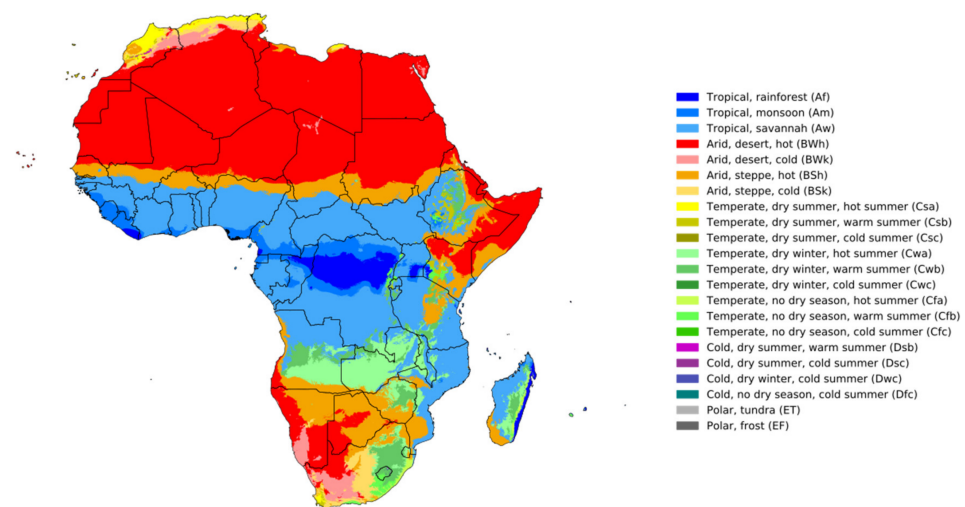 Tropical, rainforest (Af)
Tropical, monsoon (Am)
Tropical, savannah (Aw)
Arid, desert, hot (BWh)
Arid, desert, cold (BWk)
Arid, steppe, hot (BSh)
Arid, steppe, cold (BSk)
Temperate, dry summer, hot summer (Csa)
Temperate, dry summer, warm summer (Csb)
Temperate, dry summer, cold summer (Csc)
Temperate, dry winter, hot summer (Cwa)
Temperate, dry winter, warm summer (Cwb)
Temperate, dry winter, cold summer (Cwc)
Temperate, no dry season, hot summer (Cfa)
Temperate, no dry season, warm summer (Cfb)
Temperate, no dry season, cold summer (Cfc)
Cold, dry summer, warm summer (Dsb)
Cold, dry summer, cold summer (Dsc)
Cold, dry winter, cold summer (Dwc)
Cold, no dry season, cold summer (Dfc)
Polar, tundra (ET)
Polar, frost (EF)